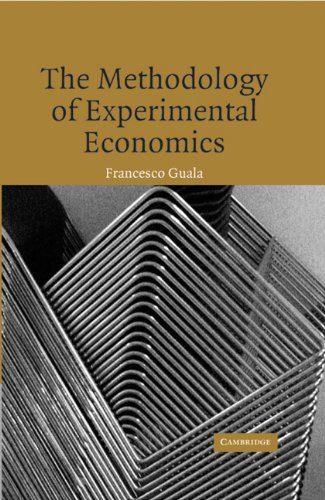 The Methodology
of Experimental
Economics
Francesco Guala
CAMBRIDGE